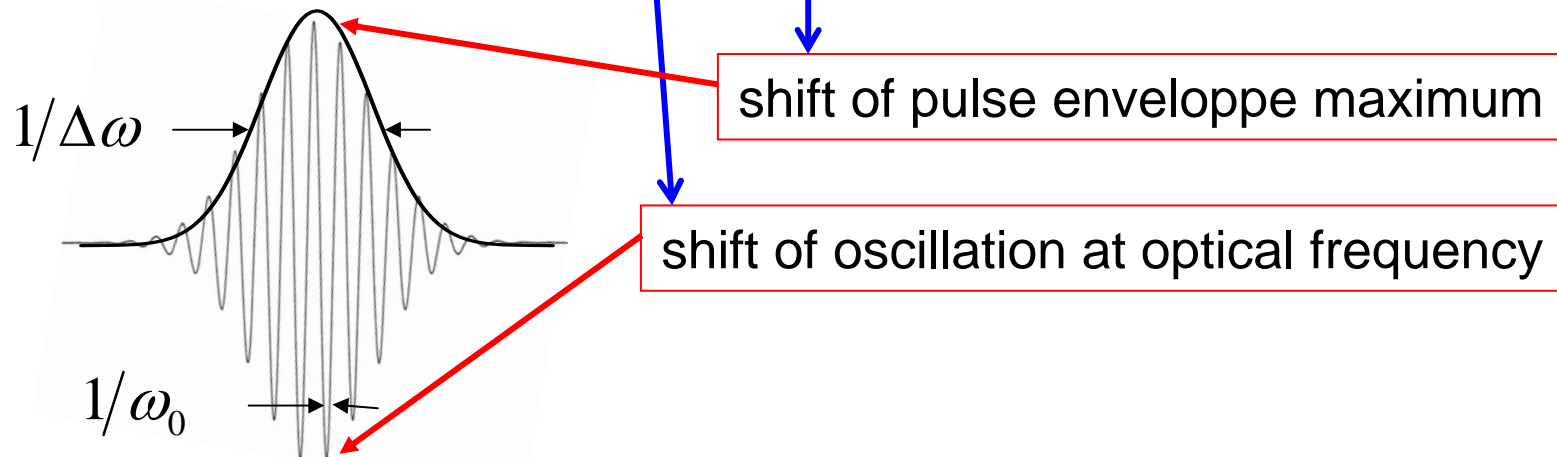 shift of pulse enveloppe maximum
1/Δω
shift of oscillation at optical frequency
1/ω₀